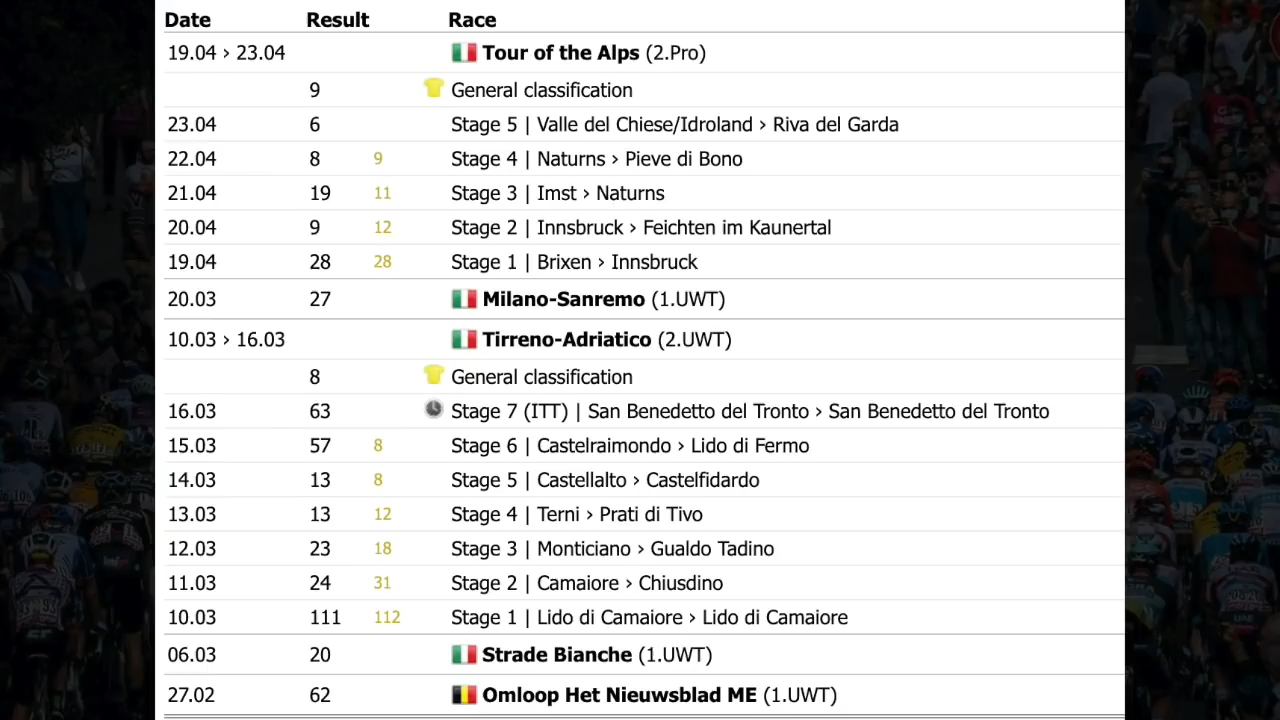 Date Result Race
19.04 › 23.04 Tour of the Alps (2.Pro)
9 General classification
23.04 6 Stage 5 | Valle del Chiese/Idroland › Riva del Garda
22.04 8 9 Stage 4 | Naturns › Pieve di Bono
21.04 19 11 Stage 3 | Imst › Naturns
20.04 9 12 Stage 2 | Innsbruck › Feichten im Kaunertal
19.04 28 28 Stage 1 | Brixen › Innsbruck
20.03 27 Milano-Sanremo (1.UWT)
10.03 › 16.03 Tirreno-Adriatico (2.UWT)
8 General classification
16.03 63 Stage 7 (ITT) | San Benedetto del Tronto › San Benedetto del Tronto
15.03 57 8 Stage 6 | Castelraimondo › Lido di Fermo
14.03 13 8 Stage 5 | Castellalto › Castelfidardo
13.03 13 12 Stage 4 | Terni › Prati di Tivo
12.03 23 18 Stage 3 | Monticiano › Gualdo Tadino
11.03 24 31 Stage 2 | Camaiore › Chiusdino
10.03 111 112 Stage 1 | Lido di Camaiore › Lido di Camaiore
06.03 20 Strade Bianche (1.UWT)
27.02 62 Omloop Het Nieuwsblad ME (1.UWT)